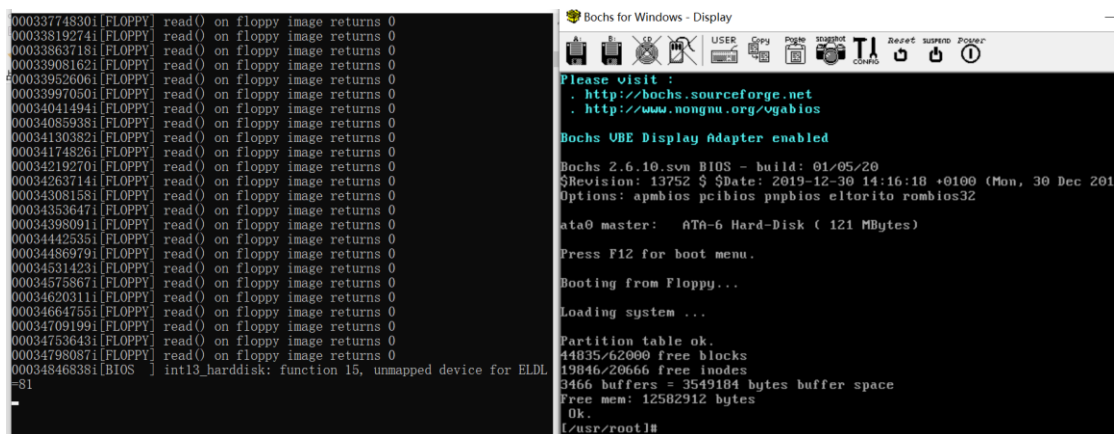 00033774830i[FLOPPY] read() on floppy image returns 0
00033819274i[FLOPPY] read() on floppy image returns 0
00033863718i[FLOPPY] read() on floppy image returns 0
00033908162i[FLOPPY] read() on floppy image returns 0
00033952606i[FLOPPY] read() on floppy image returns 0
00033997050i[FLOPPY] read() on floppy image returns 0
00034041494i[FLOPPY] read() on floppy image returns 0
00034085938i[FLOPPY] read() on floppy image returns 0
00034130382i[FLOPPY] read() on floppy image returns 0
00034174826i[FLOPPY] read() on floppy image returns 0
00034219270i[FLOPPY] read() on floppy image returns 0
00034263714i[FLOPPY] read() on floppy image returns 0
00034308158i[FLOPPY] read() on floppy image returns 0
00034353647i[FLOPPY] read() on floppy image returns 0
00034398091i[FLOPPY] read() on floppy image returns 0
00034442535i[FLOPPY] read() on floppy image returns 0
00034486979i[FLOPPY] read() on floppy image returns 0
00034531423i[FLOPPY] read() on floppy image returns 0
00034575867i[FLOPPY] read() on floppy image returns 0
00034620311i[FLOPPY] read() on floppy image returns 0
00034664755i[FLOPPY] read() on floppy image returns 0
00034709199i[FLOPPY] read() on floppy image returns 0
00034753643i[FLOPPY] read() on floppy image returns 0
00034798087i[FLOPPY] read() on floppy image returns 0
00034846838i[BIOS  ] int13_harddisk: function 15, unmapped device for ELDL
=81
Bochs for Windows - Display
A: B: CD USER Copy Paste snapshot CONFIG Reset SUSPEND Power
Please visit :
 . http://bochs.sourceforge.net
 . http://www.nongnu.org/vgabios
Bochs VBE Display Adapter enabled
Bochs 2.6.10.svn BIOS - build: 01/05/20
$Revision: 13752 $ $Date: 2019-12-30 14:16:18 +0100 (Mon, 30 Dec 201
Options: apmbios pcibios pnpbios eltorito rombios32
ata0 master:   ATA-6 Hard-Disk ( 121 MBytes)
Press F12 for boot menu.
Booting from Floppy...
Loading system ...
Partition table ok.
44835/62000 free blocks
19846/20666 free inodes
3466 buffers = 3549184 bytes buffer space
Free mem: 12582912 bytes
 Ok.
[/usr/root]#